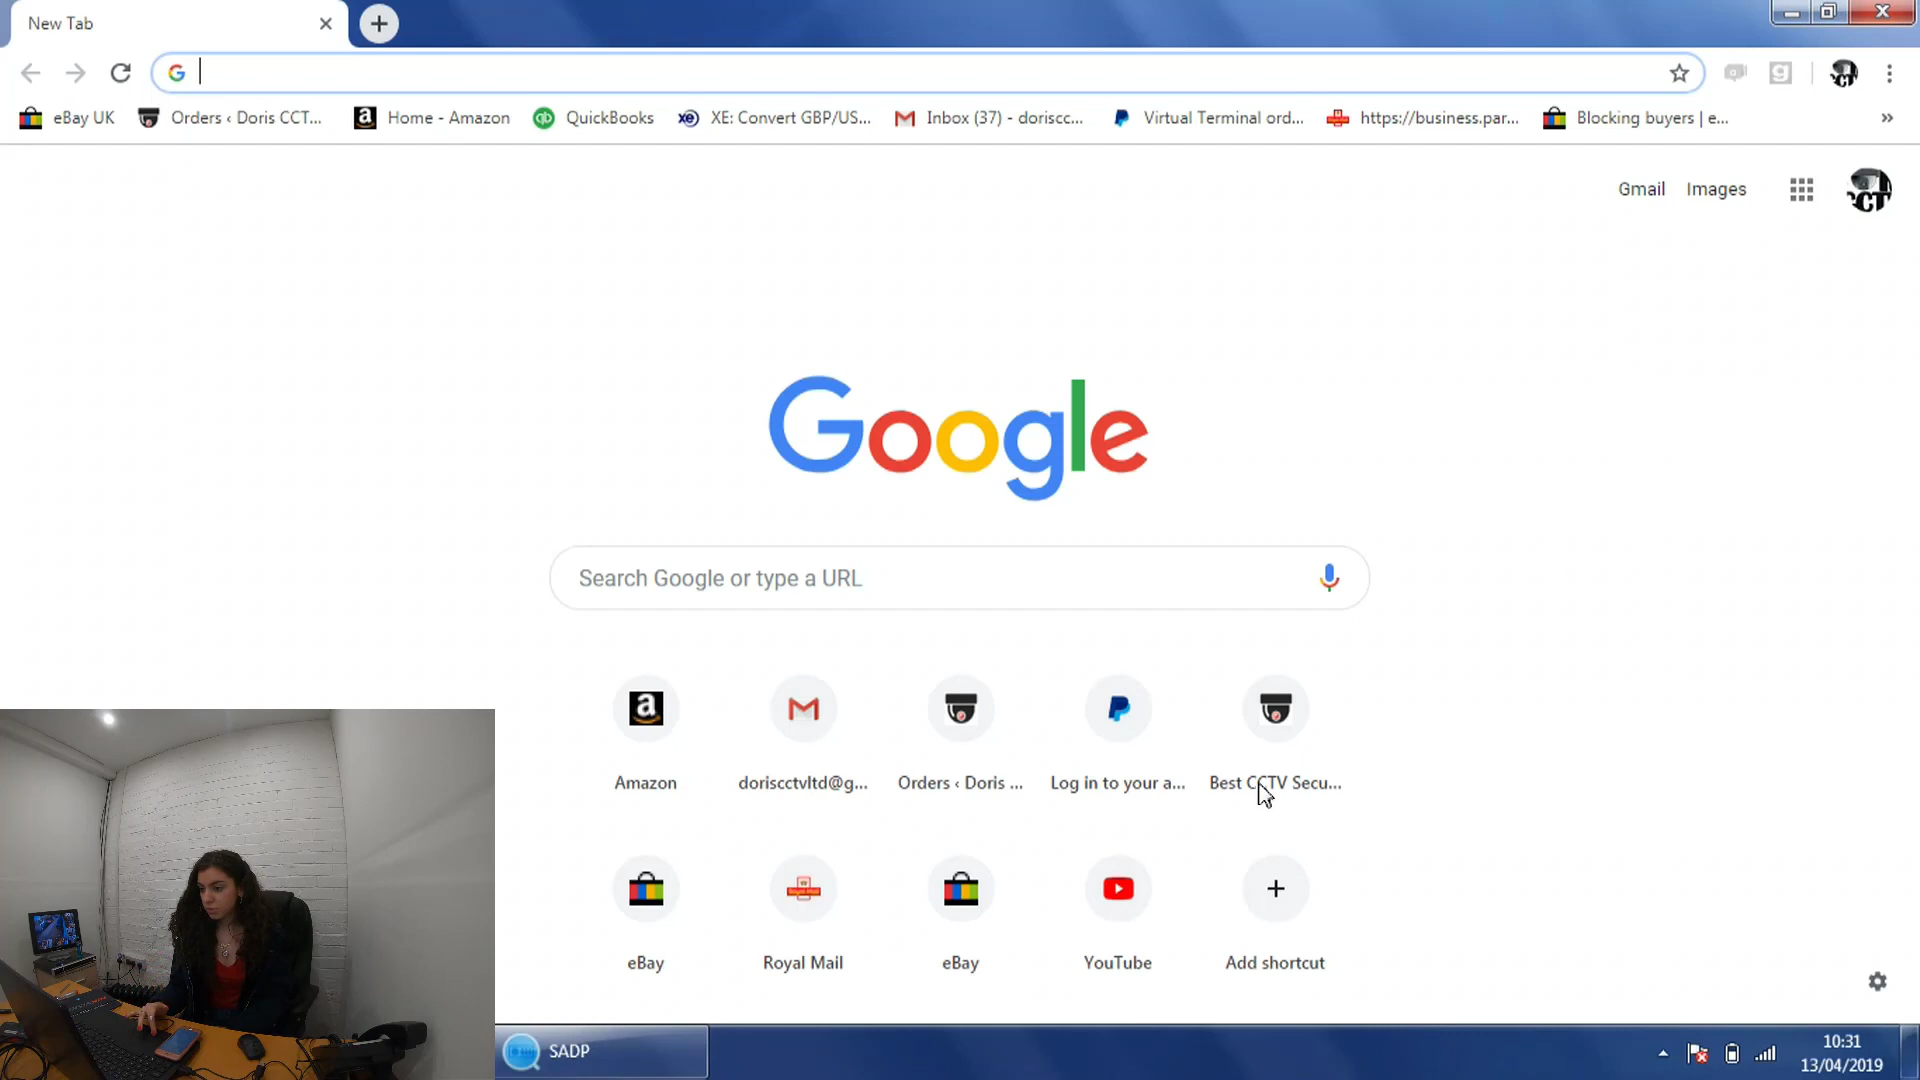 New Tab
eBay UK
Orders ‹ Doris CCT...
Home - Amazon
QuickBooks
XE: Convert GBP/US...
Inbox (37) - doriscc...
Virtual Terminal ord...
https://business.par...
Blocking buyers | e...
»
Gmail
Images
Google
Search Google or type a URL
Amazon
doriscctvltd@g...
Orders ‹ Doris ...
Log in to your a...
Best CCTV Secu...
eBay
Royal Mail
eBay
YouTube
Add shortcut
SADP
10:31
13/04/2019